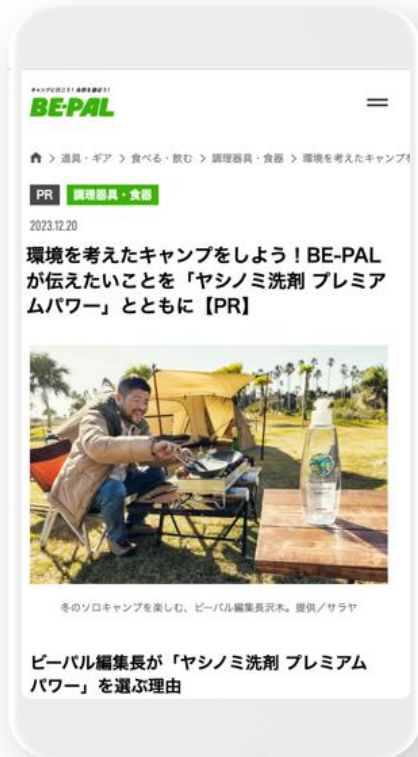 キャンプに行こう！ 自然を遊ぼう！
BE-PAL
道具・ギア > 食べる・飲む > 調理器具・食器 > 環境を考えたキャンプを
PR 調理器具・食器
2023.12.20
環境を考えたキャンプをしよう！BE-PAL
が伝えたいことを「ヤシノミ洗剤 プレミア
ムパワー」とともに【PR】
冬のソロキャンプを楽しむ、ビーパル編集長沢木。提供／サラヤ
ビーパル編集長が「ヤシノミ洗剤 プレミアム
パワー」を選ぶ理由